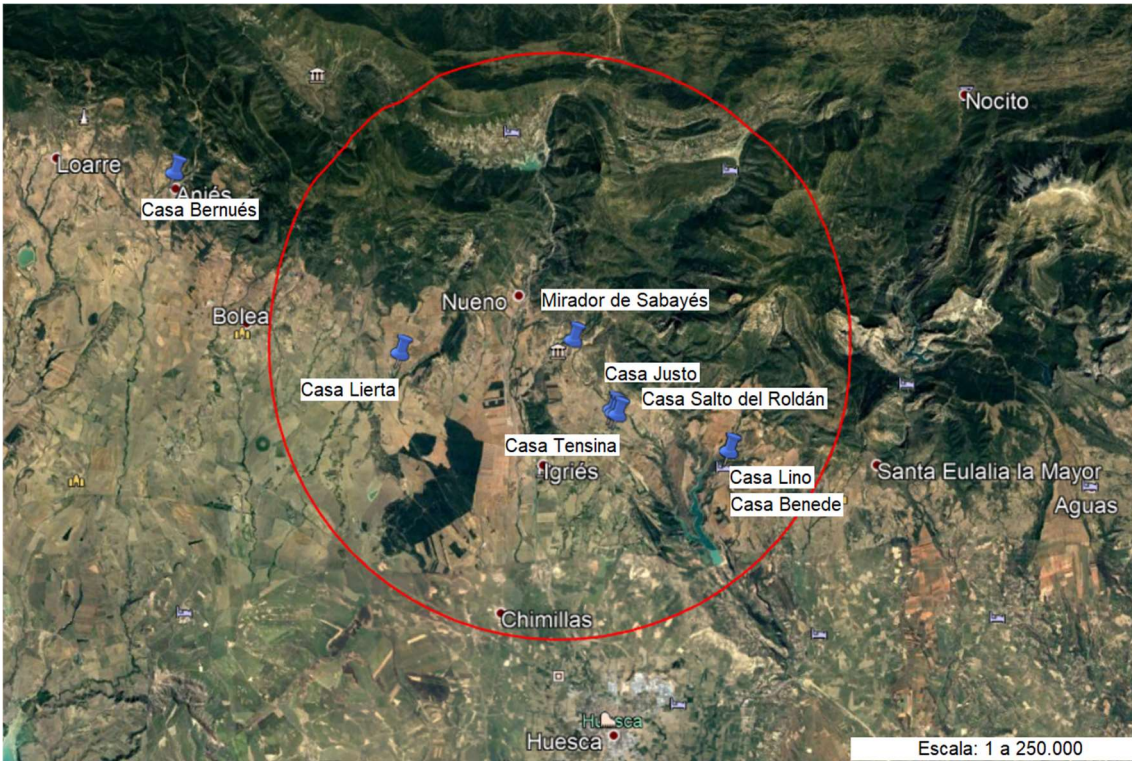 Nocito
Loarre
Aniés
Casa Bernués
Nueno
Mirador de Sabayés
Bolea
Casa Lierta
Casa Justo
Casa Salto del Roldán
Casa Tensina
Igriés
Casa Lino
Santa Eulalia la Mayor
Casa Benede
Aguas
Chimillas
Huesca
Huesca
Escala: 1 a 250.000